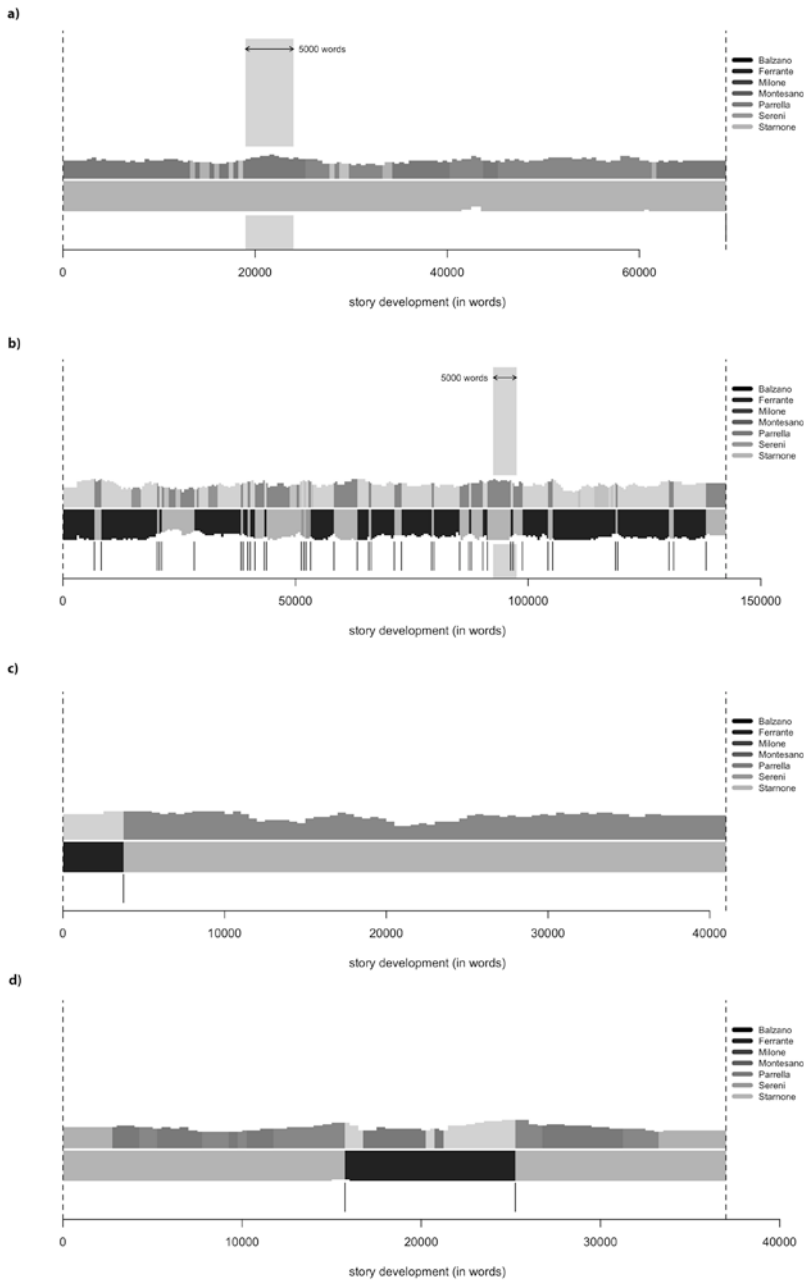 a)
5000 words
Balzano
Ferrante
Milone
Montesano
Parrella
Sereni
Starnone
0 20000 40000 60000
story development (in words)
b)
5000 words
Balzano
Ferrante
Milone
Montesano
Parrella
Sereni
Starnone
0 50000 100000 150000
story development (in words)
c)
Balzano
Ferrante
Milone
Montesano
Parrella
Sereni
Starnone
0 10000 20000 30000 40000
story development (in words)
d)
Balzano
Ferrante
Milone
Montesano
Parrella
Sereni
Starnone
0 10000 20000 30000 40000
story development (in words)